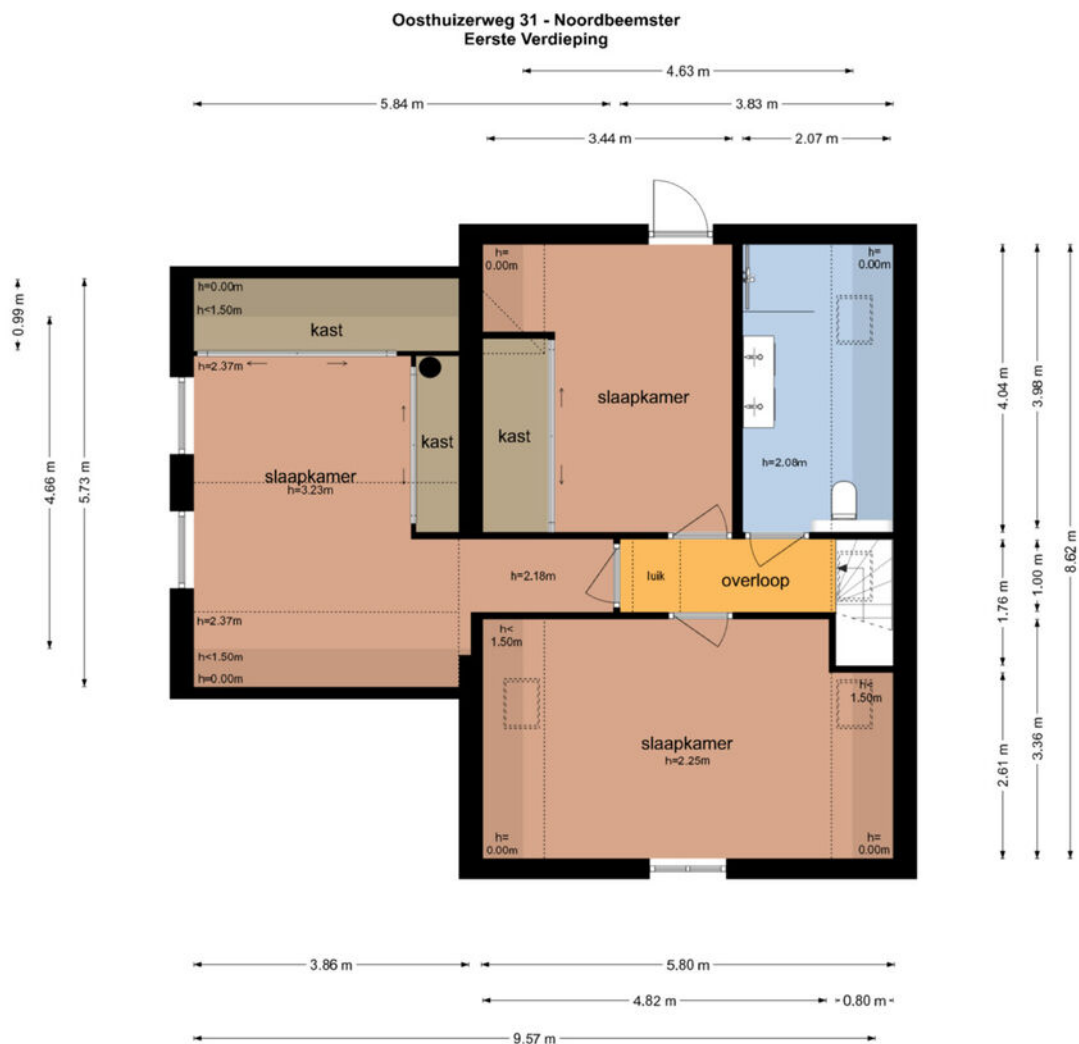 Oosthuizerweg 31 - Noordbeemster
Eerste Verdieping
4.63 m
5.84 m
3.83 m
3.44 m
2.07 m
h=
0.00m
h=
0.00m
h=0.00m
h<1.50m
kast
h=2.37m
0.99 m
4.66 m
5.73 m
slaapkamer
kast
kast
slaapkamer
h=3.23m
h=2.08m
4.04 m
3.98 m
8.62 m
h=2.18m
luik
overloop
1.76 m
1.00 m
h=2.37m
h<1.50m
h=0.00m
h<
1.50m
h<
1.50m
slaapkamer
h=2.25m
2.61 m
3.36 m
h=
0.00m
h=
0.00m
3.86 m
5.80 m
4.82 m
0.80 m
9.57 m